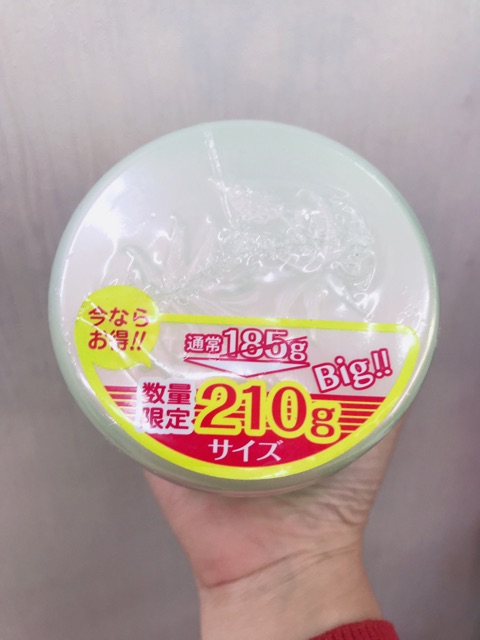 今なら
お得!!
通常185g
Big!!
数量
限定
210g
サイズ